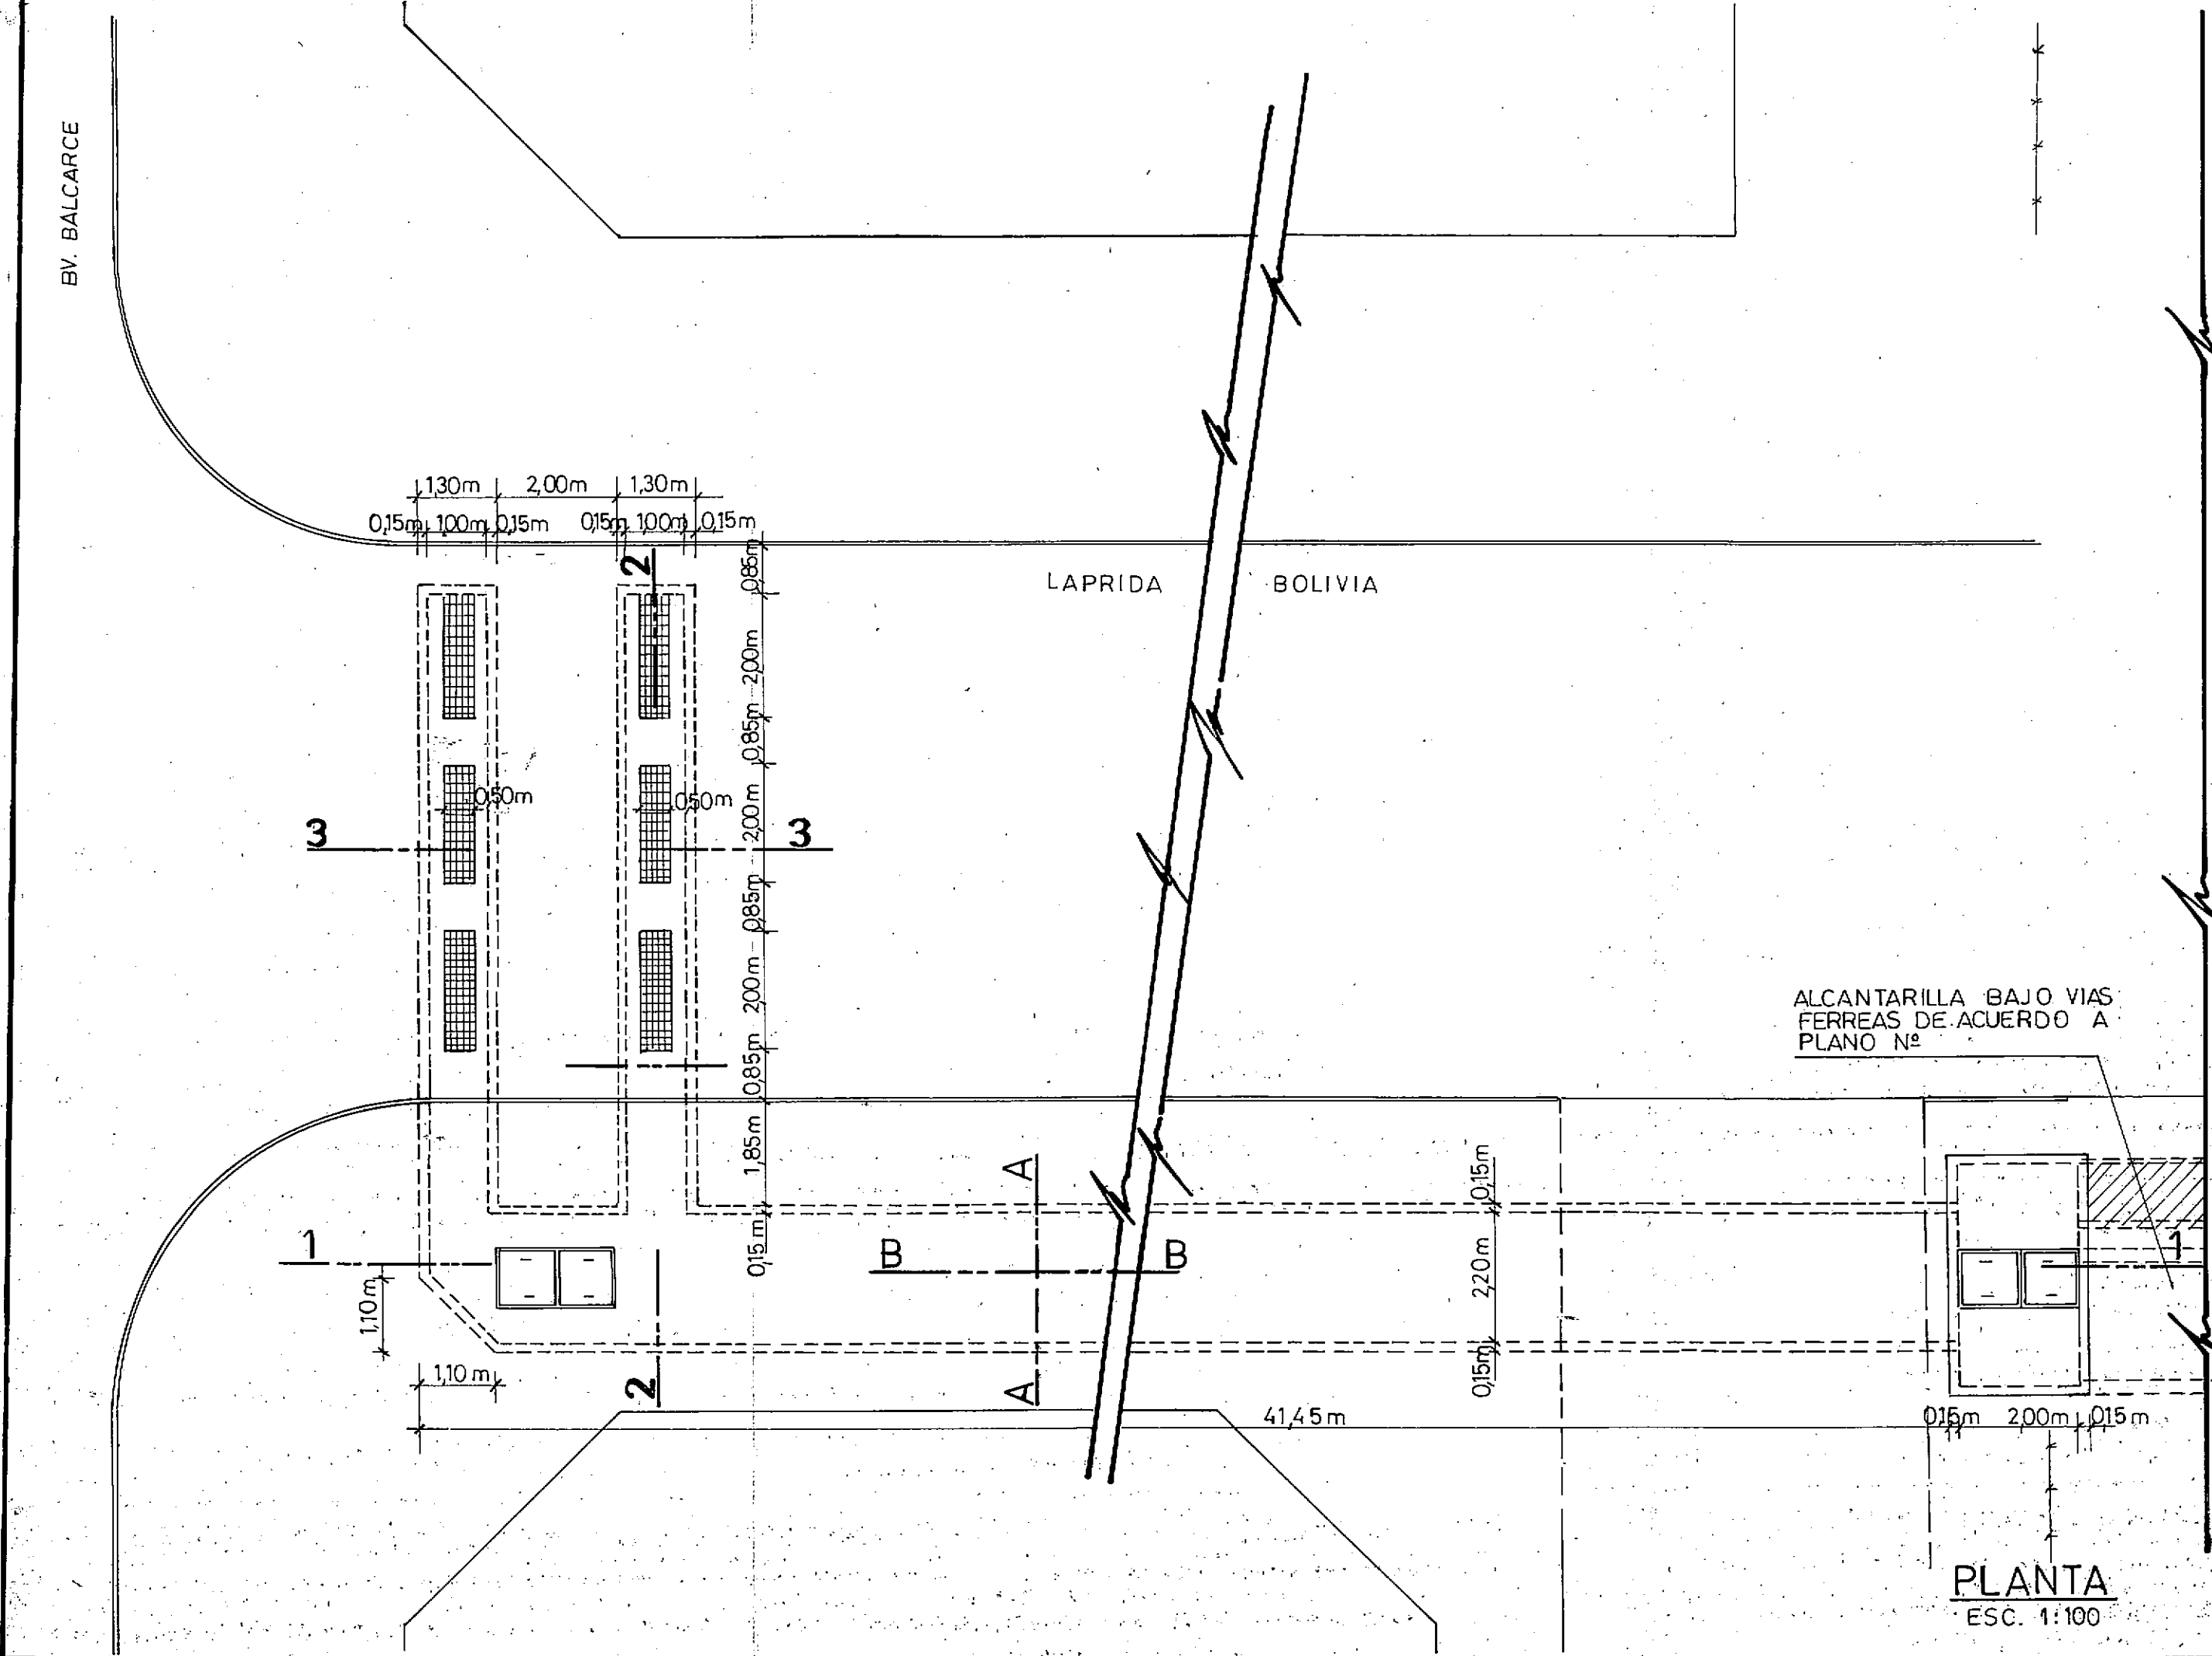 BV. BALCARCE
1,30m 2,00m 1,30m
0,15m 1,00m 0,15m 0,15m 1,00m 0,15m
2
0,85m
LAPRIDA BOLIVIA
2,00m
0,85m
0,50m 0,50m
2,00m
3 3
0,85m
2,00m
ALCANTARILLA BAJO VIAS
FERREAS DE ACUERDO A
PLANO Nº
0,85m
1,85m
A
0,15m
0,15m
1
B B
2,20m
1
1,10m
0,15m
1,10 m
2
A
41,45m
0,15m 2,00m 0,15m
PLANTA
ESC. 1:100